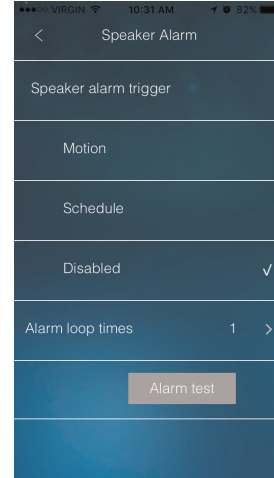 VIRGIN 10:31 AM 82%
Speaker Alarm
Speaker alarm trigger
Motion
Schedule
Disabled
Alarm loop times 1
Alarm test